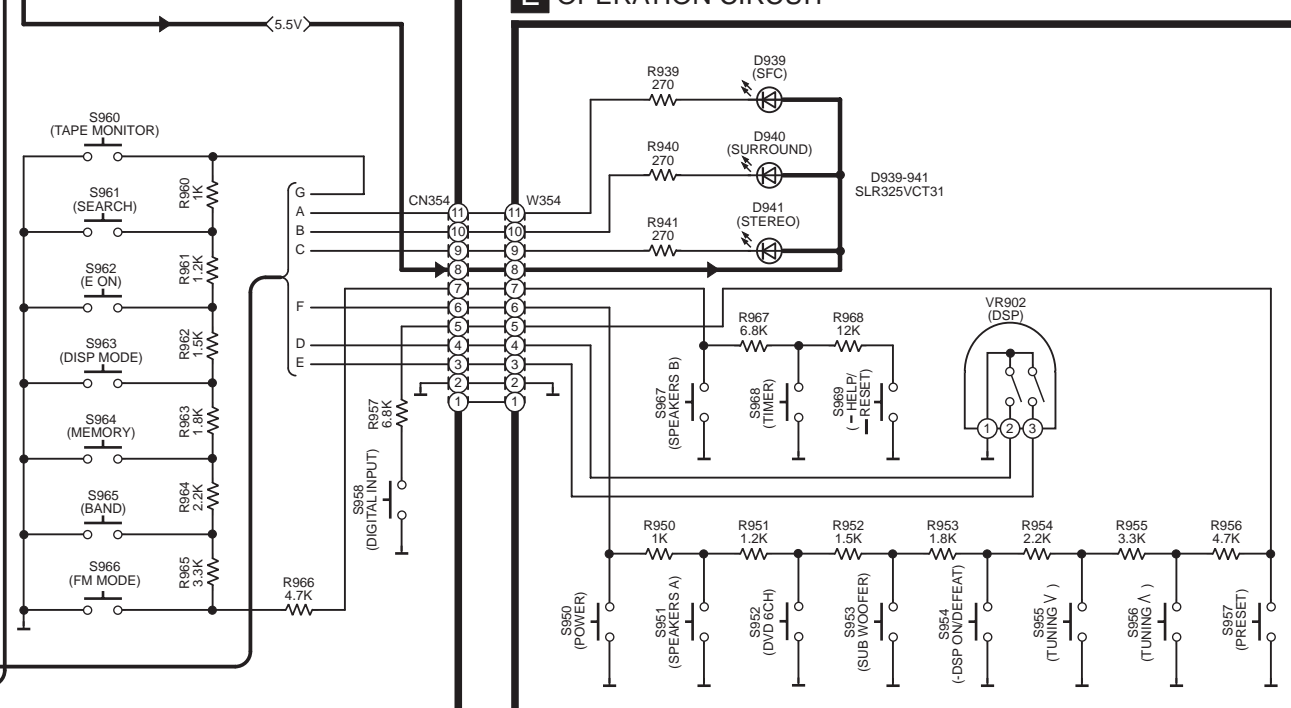 E OPERATION CIRCUIT
5.5V
D939
(SFC)
R939
270
S960
(TAPE MONITOR)
D940
(SURROUND)
R940
270
D939-941
SLR325VCT31
R960
1K
S961
(SEARCH)
G
A
B
C
F
D
E
CN354
W354
11
10
9
8
7
6
5
4
3
2
1
11
10
9
8
7
6
5
4
3
2
1
D941
(STEREO)
R941
270
R961
1.2K
S962
(E ON)
R962
1.5K
S963
(DISP MODE)
R963
1.8K
S964
(MEMORY)
R964
2.2K
S965
(BAND)
R965
3.3K
S966
(FM MODE)
R966
4.7K
R957
6.8K
S958
(DIGITAL INPUT)
R967
6.8K
R968
12K
S967
(SPEAKERS B)
S968
(TIMER)
S969
(- HELP/
RESET)
VR902
(DSP)
1
2
3
R950
1K
R951
1.2K
R952
1.5K
R953
1.8K
R954
2.2K
R955
3.3K
R956
4.7K
S950
(POWER)
S951
(SPEAKERS A)
S952
(DVD 6CH)
S953
(SUB WOOFER)
S954
(-DSP ON/DEFEAT)
S955
(TUNING ∨ )
S956
(TUNING ∧ )
S957
(PRESET)